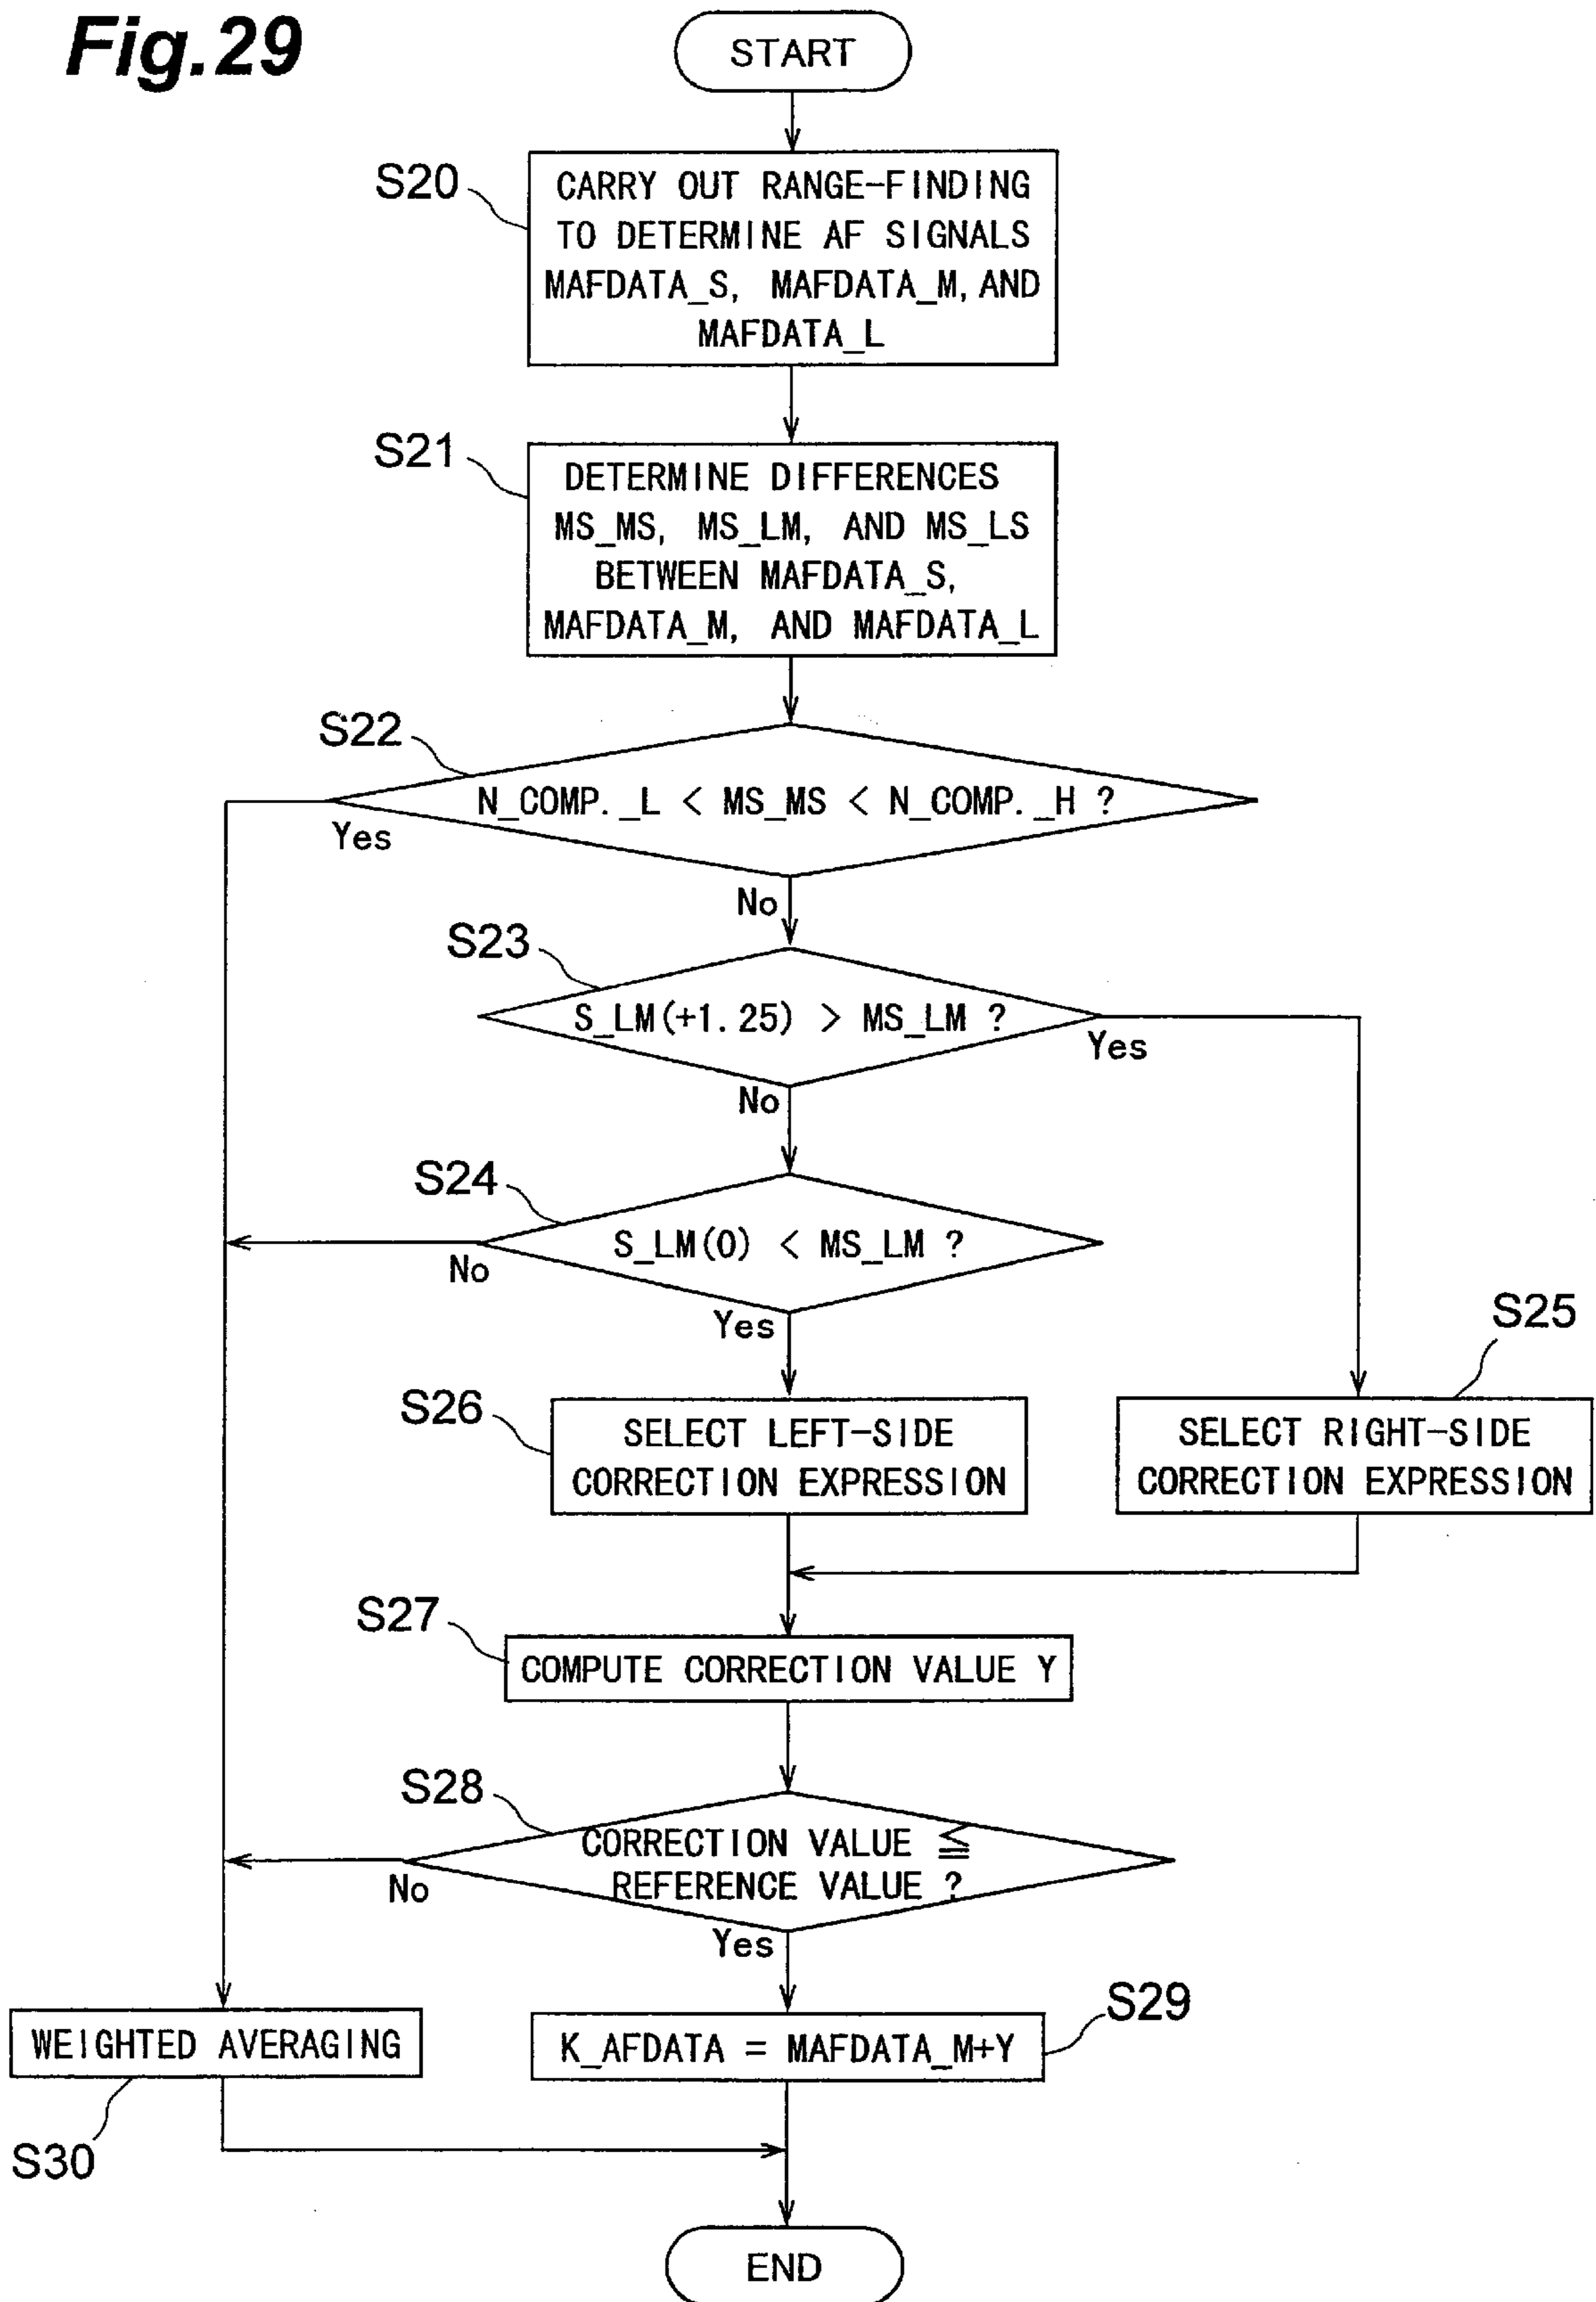 Fig.29
START
S20
CARRY OUT RANGE-FINDING
TO DETERMINE AF SIGNALS
MAFDATA_S, MAFDATA_M, AND
MAFDATA_L
S21
DETERMINE DIFFERENCES
MS_MS, MS_LM, AND MS_LS
BETWEEN MAFDATA_S,
MAFDATA_M, AND MAFDATA_L
S22
N_COMP._L < MS_MS < N_COMP._H ?
Yes
No
S23
S_LM(+1.25) > MS_LM ?
Yes
No
S24
S_LM(0) < MS_LM ?
No
Yes
S25
S26
SELECT LEFT-SIDE
CORRECTION EXPRESSION
SELECT RIGHT-SIDE
CORRECTION EXPRESSION
S27
COMPUTE CORRECTION VALUE Y
S28
CORRECTION VALUE ≦
REFERENCE VALUE ?
No
Yes
S29
WEIGHTED AVERAGING
K_AFDATA = MAFDATA_M+Y
S30
END